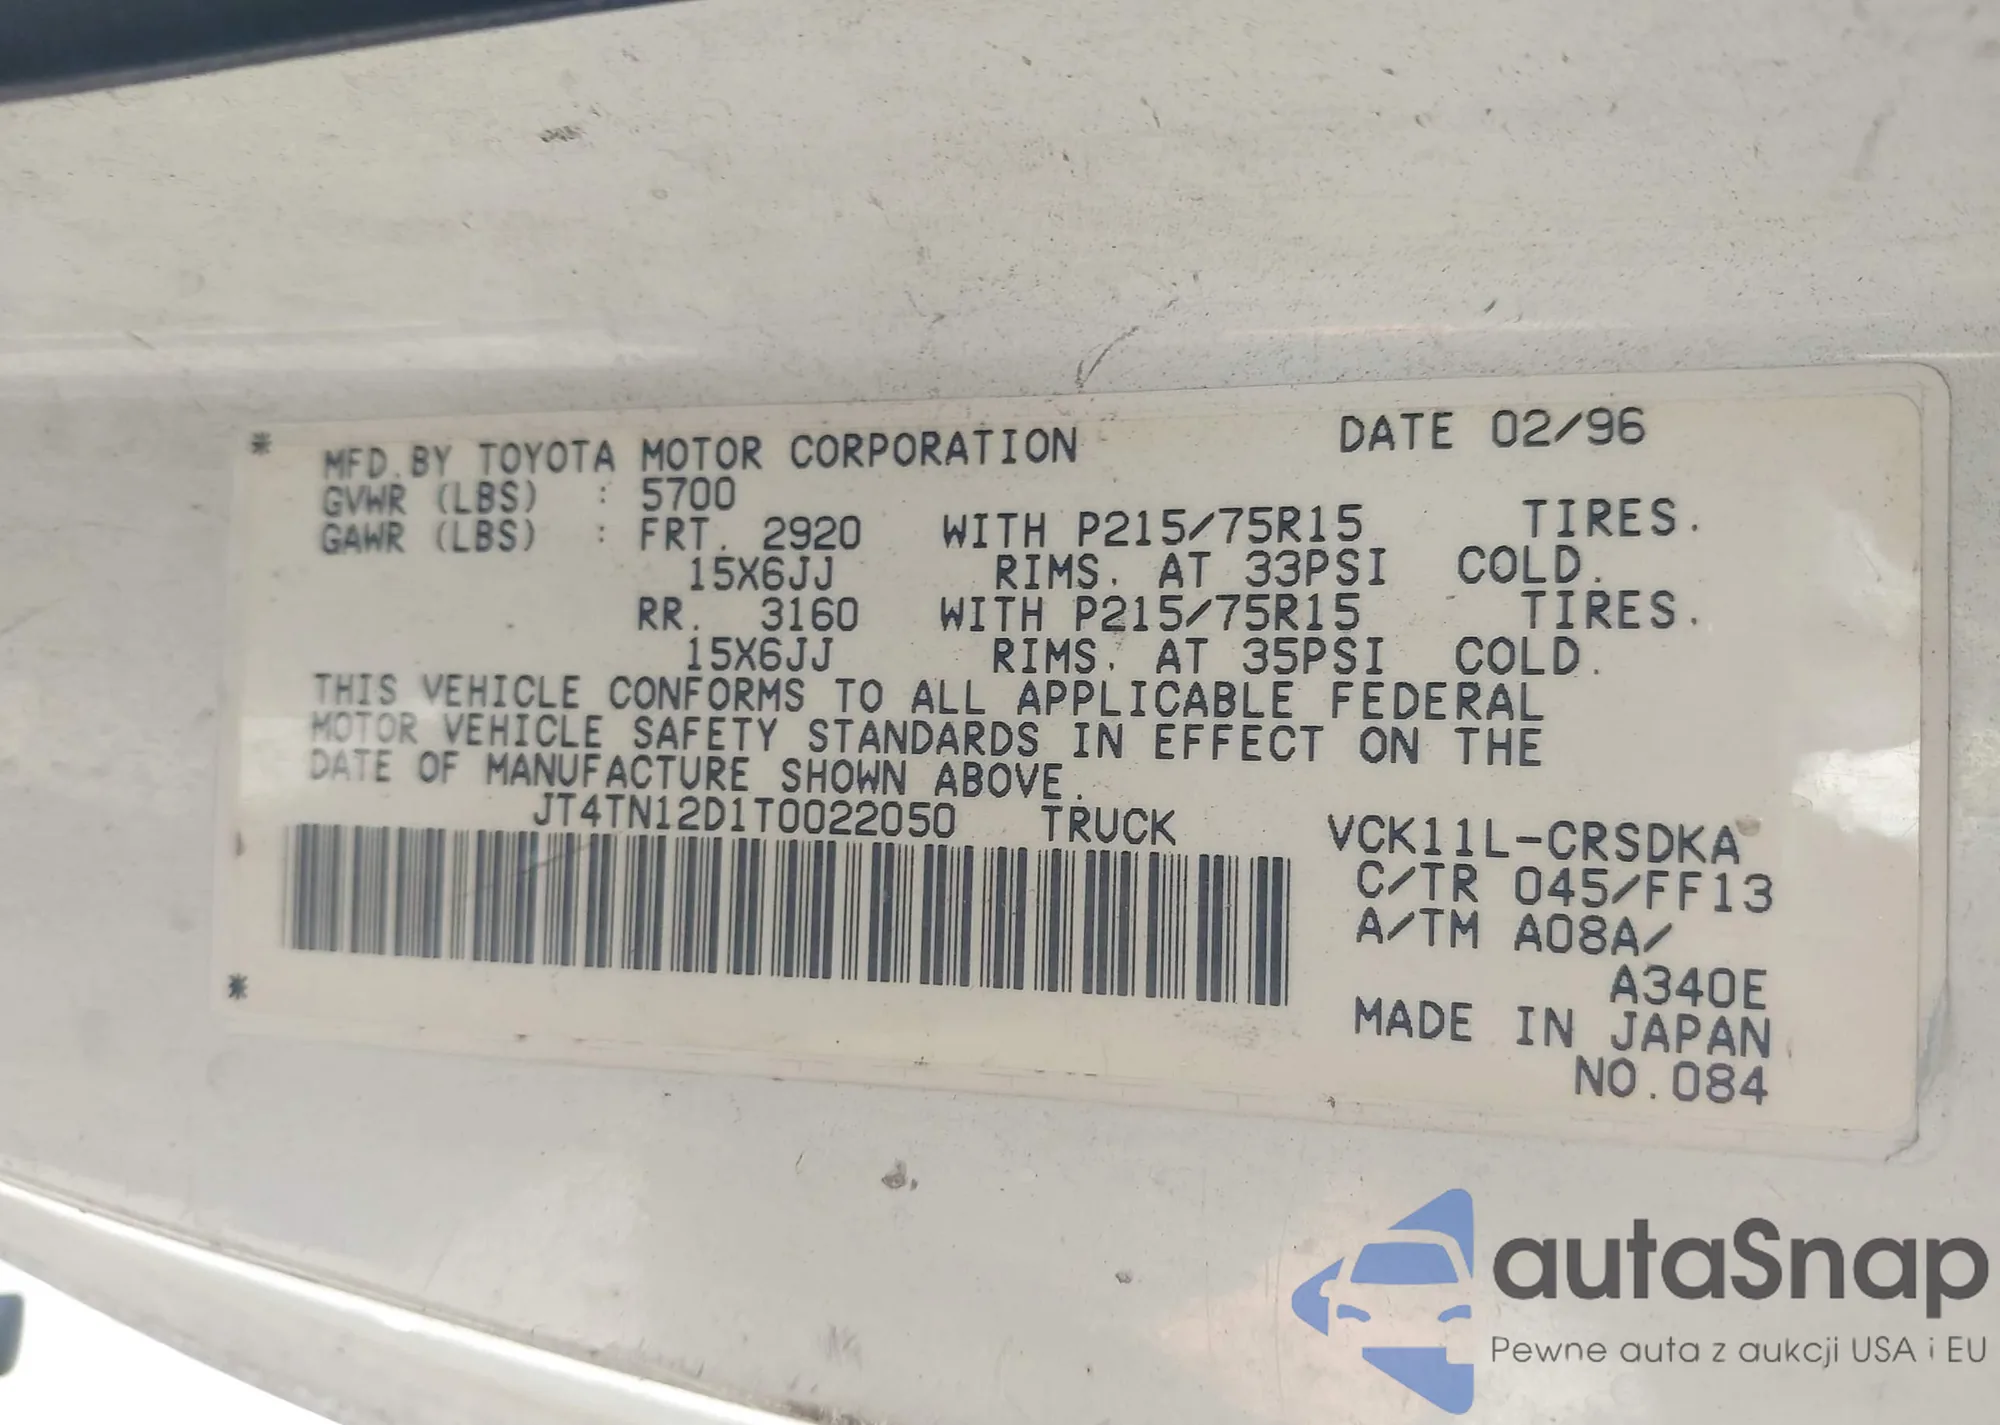 * MFD.BY TOYOTA MOTOR CORPORATION DATE 02/96
GVWR (LBS) : 5700
GAWR (LBS) : FRT. 2920 WITH P215/75R15 TIRES.
15X6JJ RIMS. AT 33PSI COLD.
RR. 3160 WITH P215/75R15 TIRES.
15X6JJ RIMS. AT 35PSI COLD.
THIS VEHICLE CONFORMS TO ALL APPLICABLE FEDERAL
MOTOR VEHICLE SAFETY STANDARDS IN EFFECT ON THE
DATE OF MANUFACTURE SHOWN ABOVE.
JT4TN12D1T0022050 TRUCK VCK11L-CRSDKA
C/TR 045/FF13
A/TM A08A/
A340E
* MADE IN JAPAN
NO.084
autaSnap
Pewne auta z aukcji USA i EU